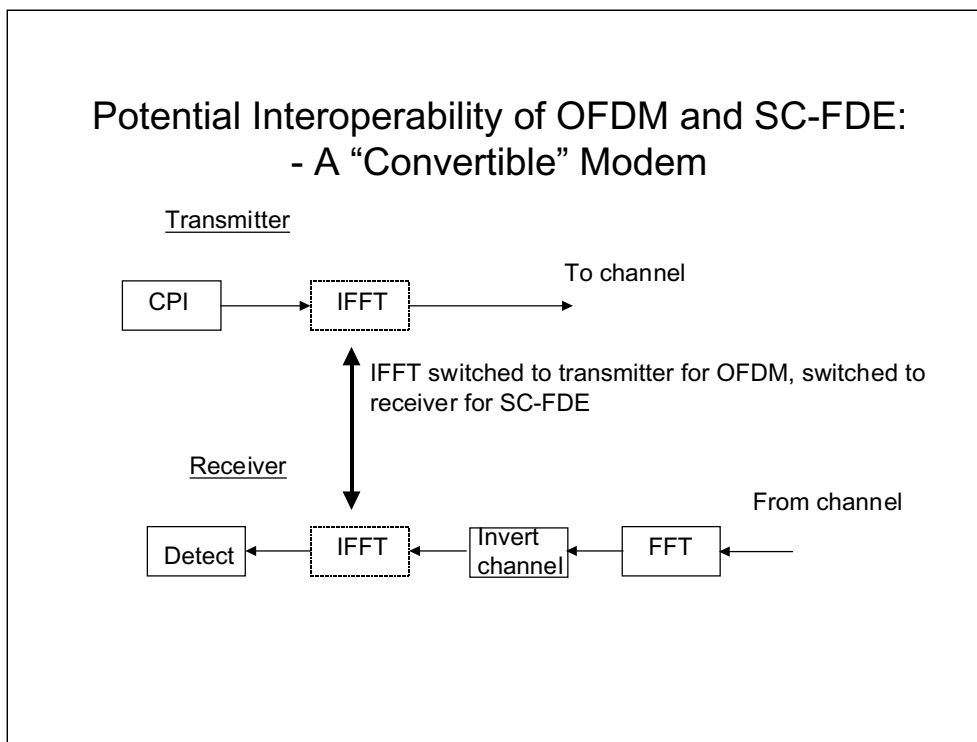 Potential Interoperability of OFDM and SC-FDE:
- A “Convertible” Modem
Transmitter
To channel
CPI
IFFT
IFFT switched to transmitter for OFDM, switched to
receiver for SC-FDE
Receiver
From channel
Detect
IFFT
Invert
channel
FFT